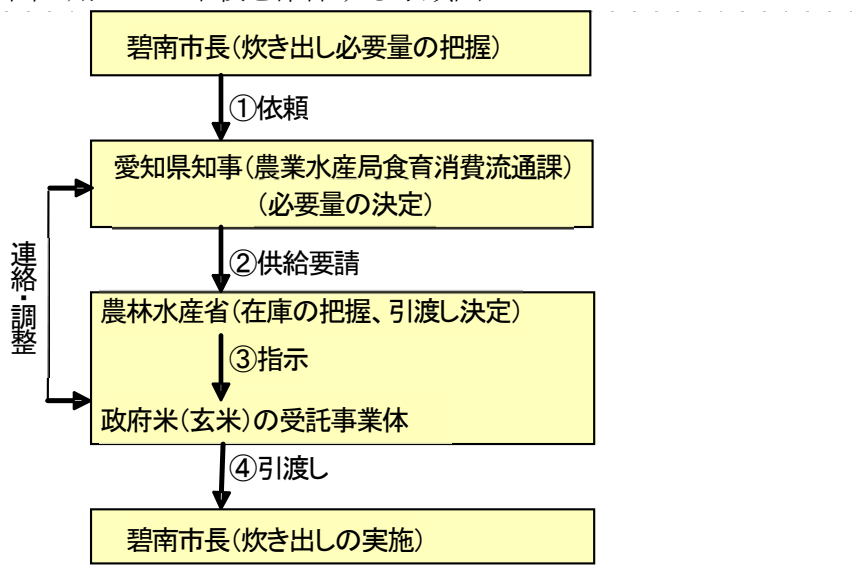 碧南市長(炊き出し必要量の把握)
①依頼
愛知県知事(農業水産局食育消費流通課)
(必要量の決定)
②供給要請
連絡・調整
農林水産省(在庫の把握、引渡し決定)
③指示
政府米(玄米)の受託事業体
④引渡し
碧南市長(炊き出しの実施)